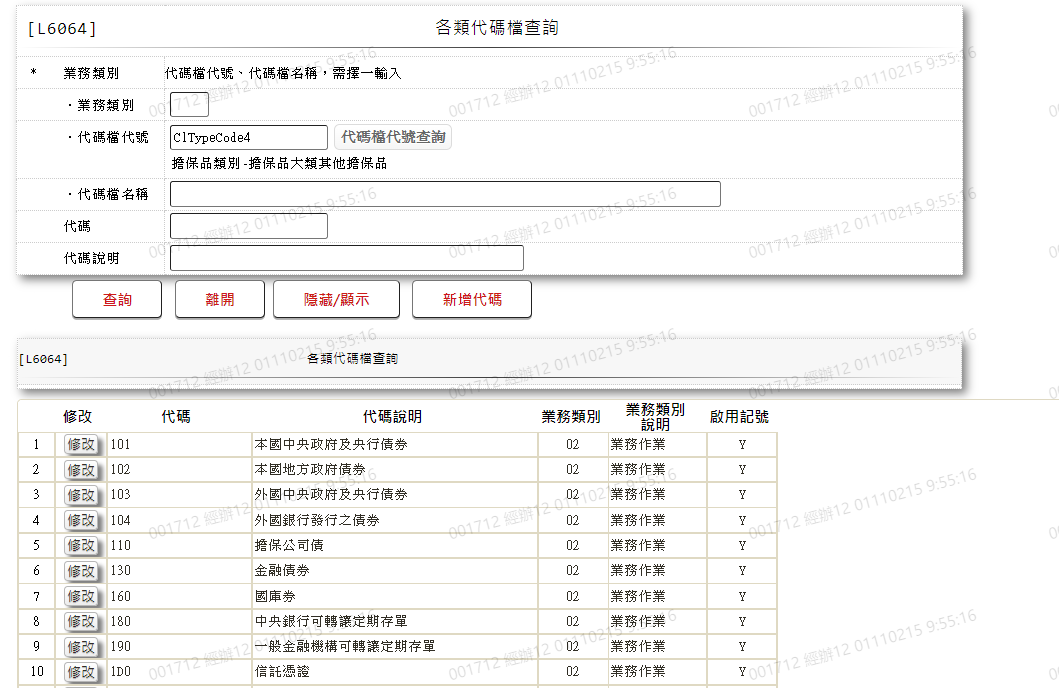 [L6064] 各類代碼檔查詢
* 業務類別 代碼檔代號、代碼檔名稱，需擇一輸入
．業務類別
．代碼檔代號 ClTypeCode4 代碼檔代號查詢
擔保品類別-擔保品大類其他擔保品
．代碼檔名稱
代碼
代碼說明
查詢 離開 隱藏/顯示 新增代碼
[L6064] 各類代碼檔查詢
修改 代碼 代碼說明 業務類別 業務類別說明 啟用記號
1 修改 101 本國中央政府及央行債券 02 業務作業 Y
2 修改 102 本國地方政府債券 02 業務作業 Y
3 修改 103 外國中央政府及央行債券 02 業務作業 Y
4 修改 104 外國銀行發行之債券 02 業務作業 Y
5 修改 110 擔保公司債 02 業務作業 Y
6 修改 130 金融債券 02 業務作業 Y
7 修改 160 國庫券 02 業務作業 Y
8 修改 180 中央銀行可轉讓定期存單 02 業務作業 Y
9 修改 190 一般金融機構可轉讓定期存單 02 業務作業 Y
10 修改 1D0 信託憑證 02 業務作業 Y
001712 經辦12 01110215 9:55:16